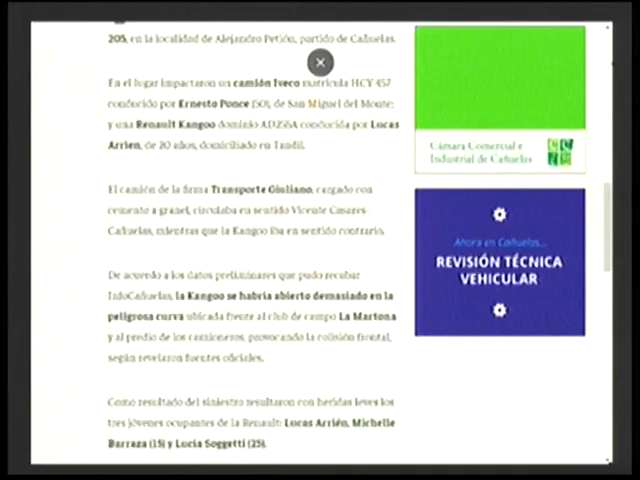 205, en la localidad de Alejandro Petión, partido de Cañuelas.
En el lugar impactaron un camión Iveco matrícula HCY 457
conducido por Ernesto Ponce (50), de San Miguel del Monte;
y una Renault Kangoo dominio AD255A conducida por Lucas
Arrien, de 20 años, domiciliado en Tandil.
El camión de la firma Transporte Giuliano, cargado con
cemento a granel, circulaba en sentido Vicente Casares-
Cañuelas, mientras que la Kangoo iba en sentido contrario.
De acuerdo a los datos preliminares que pudo recabar
InfoCañuelas, la Kangoo se habría abierto demasiado en la
peligrosa curva ubicada frente al club de campo La Martona
y al predio de los camioneros, provocando la colisión frontal,
según revelaron fuentes oficiales.
Como resultado del siniestro resultaron con heridas leves los
tres jóvenes ocupantes de la Renault: Lucas Arrién, Michelle
Barraza (15) y Lucía Soggetti (25).
Cámara Comercial e
Industrial de Cañuelas
Ahora en Cañuelas...
REVISIÓN TÉCNICA
VEHICULAR